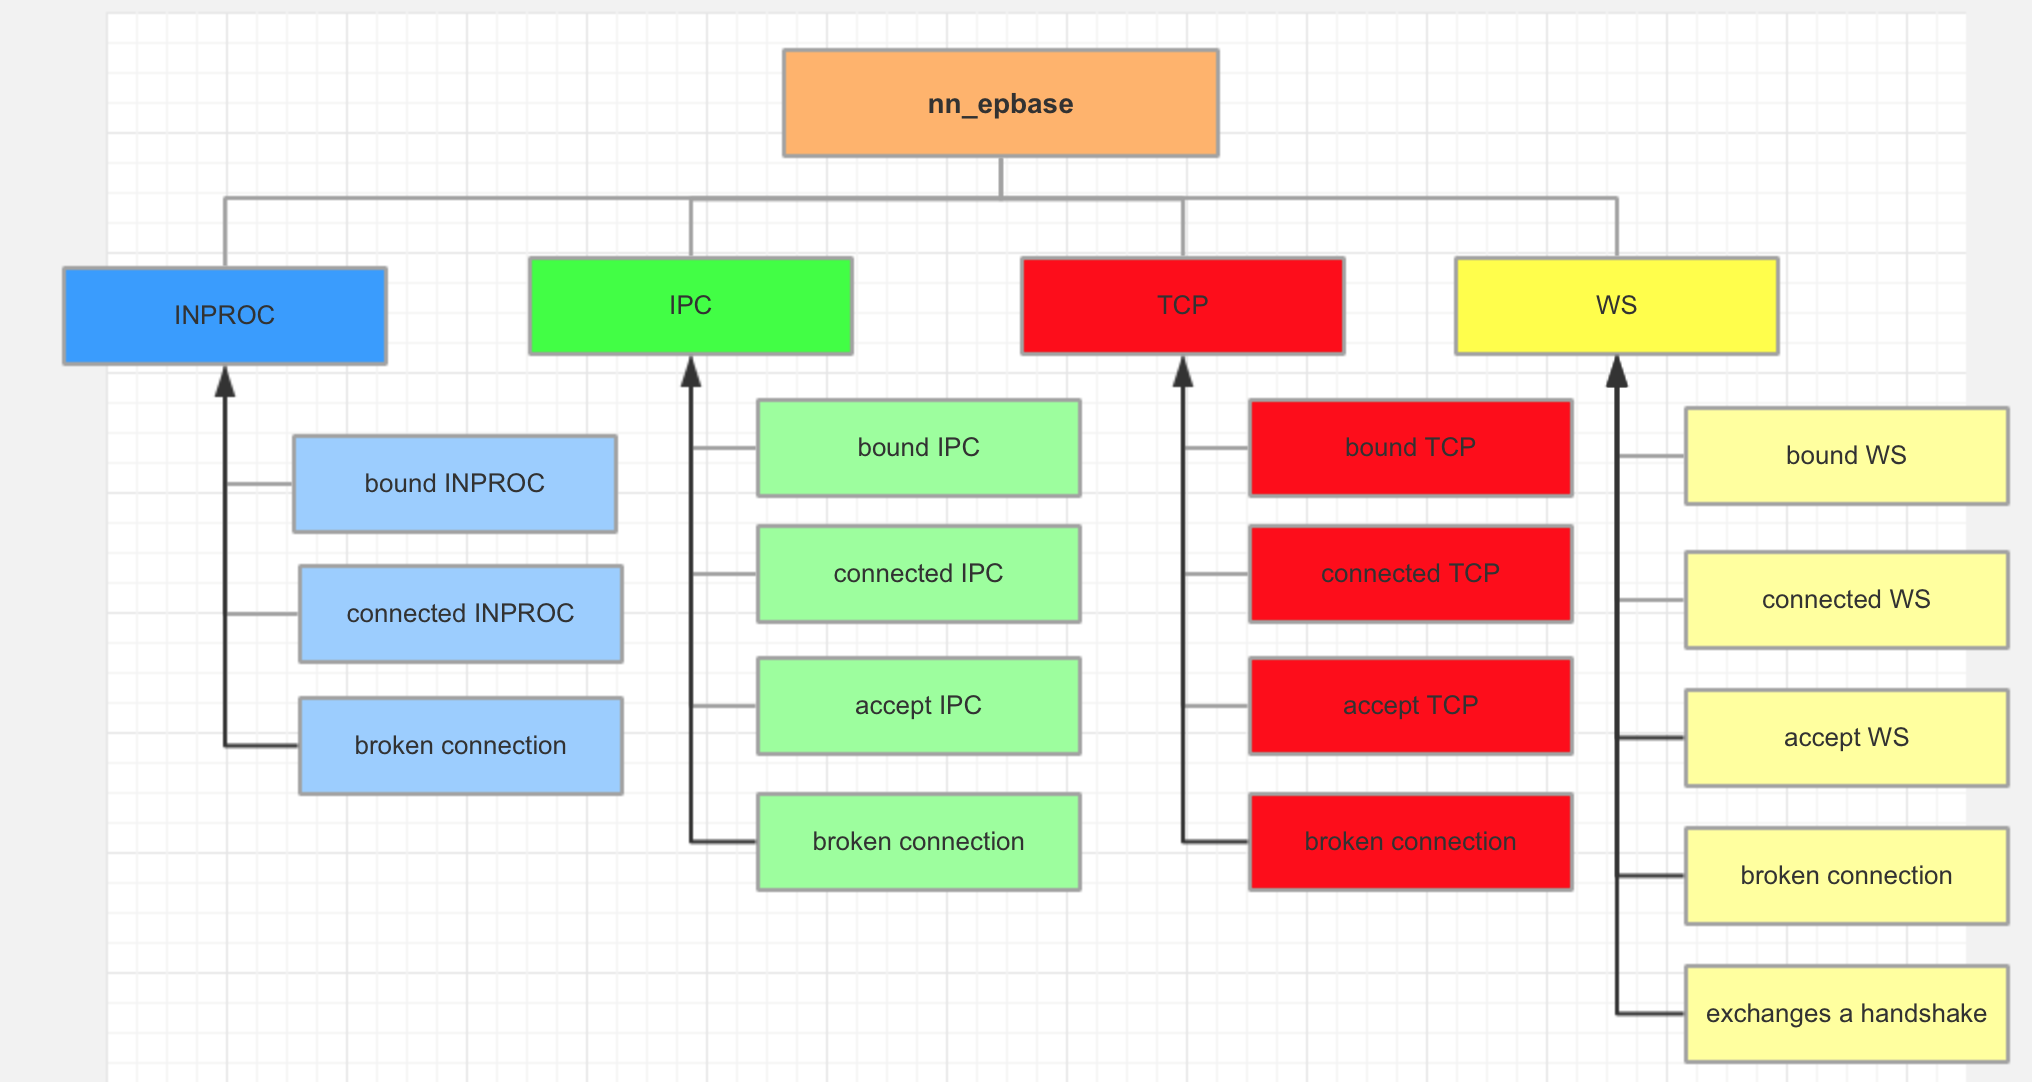 nn_epbase
INPROC
IPC
TCP
WS
bound INPROC
connected INPROC
broken connection
bound IPC
connected IPC
accept IPC
broken connection
bound TCP
connected TCP
accept TCP
broken connection
bound WS
connected WS
accept WS
broken connection
exchanges a handshake